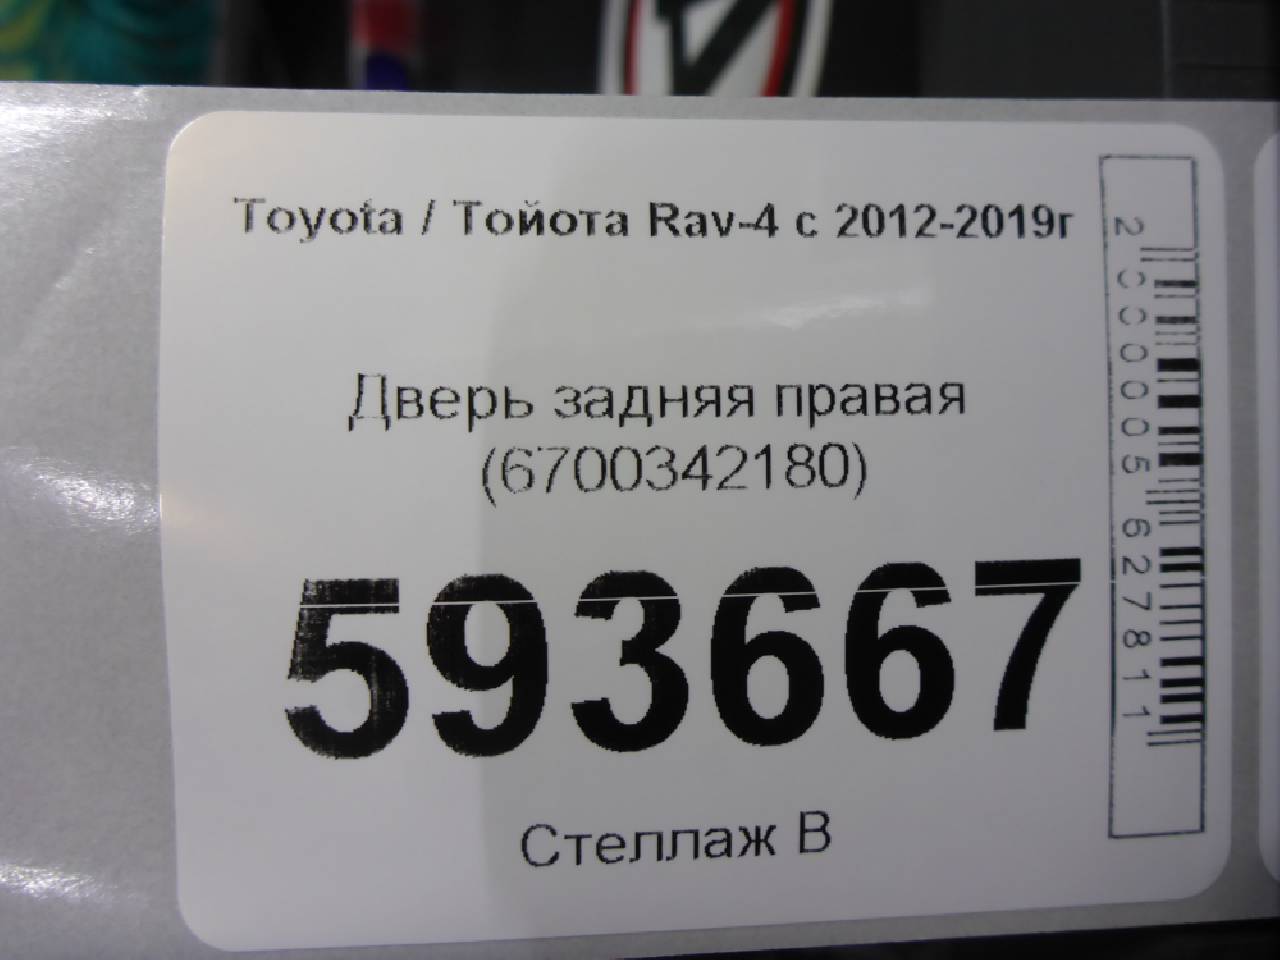 Toyota / Тойота Rav-4 с 2012-2019г
Дверь задняя правая
(6700342180)
593667
Стеллаж В
2000005627811